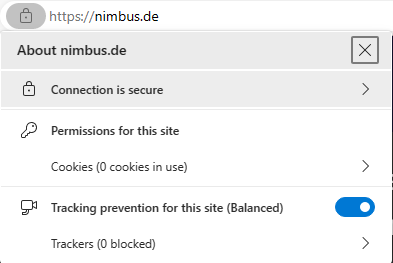 https://nimbus.de
About nimbus.de
Connection is secure
Permissions for this site
Cookies (0 cookies in use)
Tracking prevention for this site (Balanced)
Trackers (0 blocked)